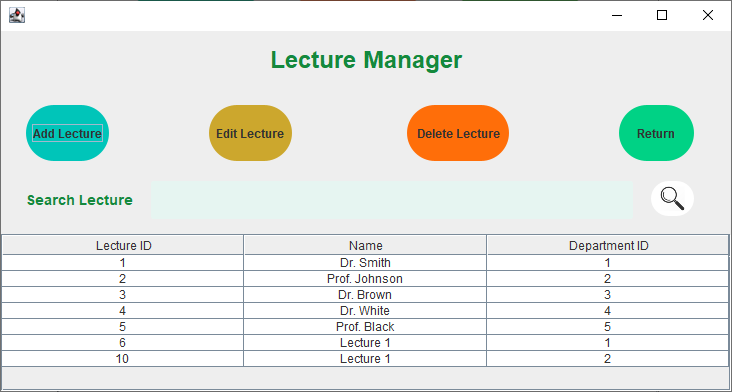 Lecture Manager
Add Lecture Edit Lecture Delete Lecture Return
Search Lecture
Lecture ID Name Department ID
1 Dr. Smith 1
2 Prof. Johnson 2
3 Dr. Brown 3
4 Dr. White 4
5 Prof. Black 5
6 Lecture 1 1
10 Lecture 1 2